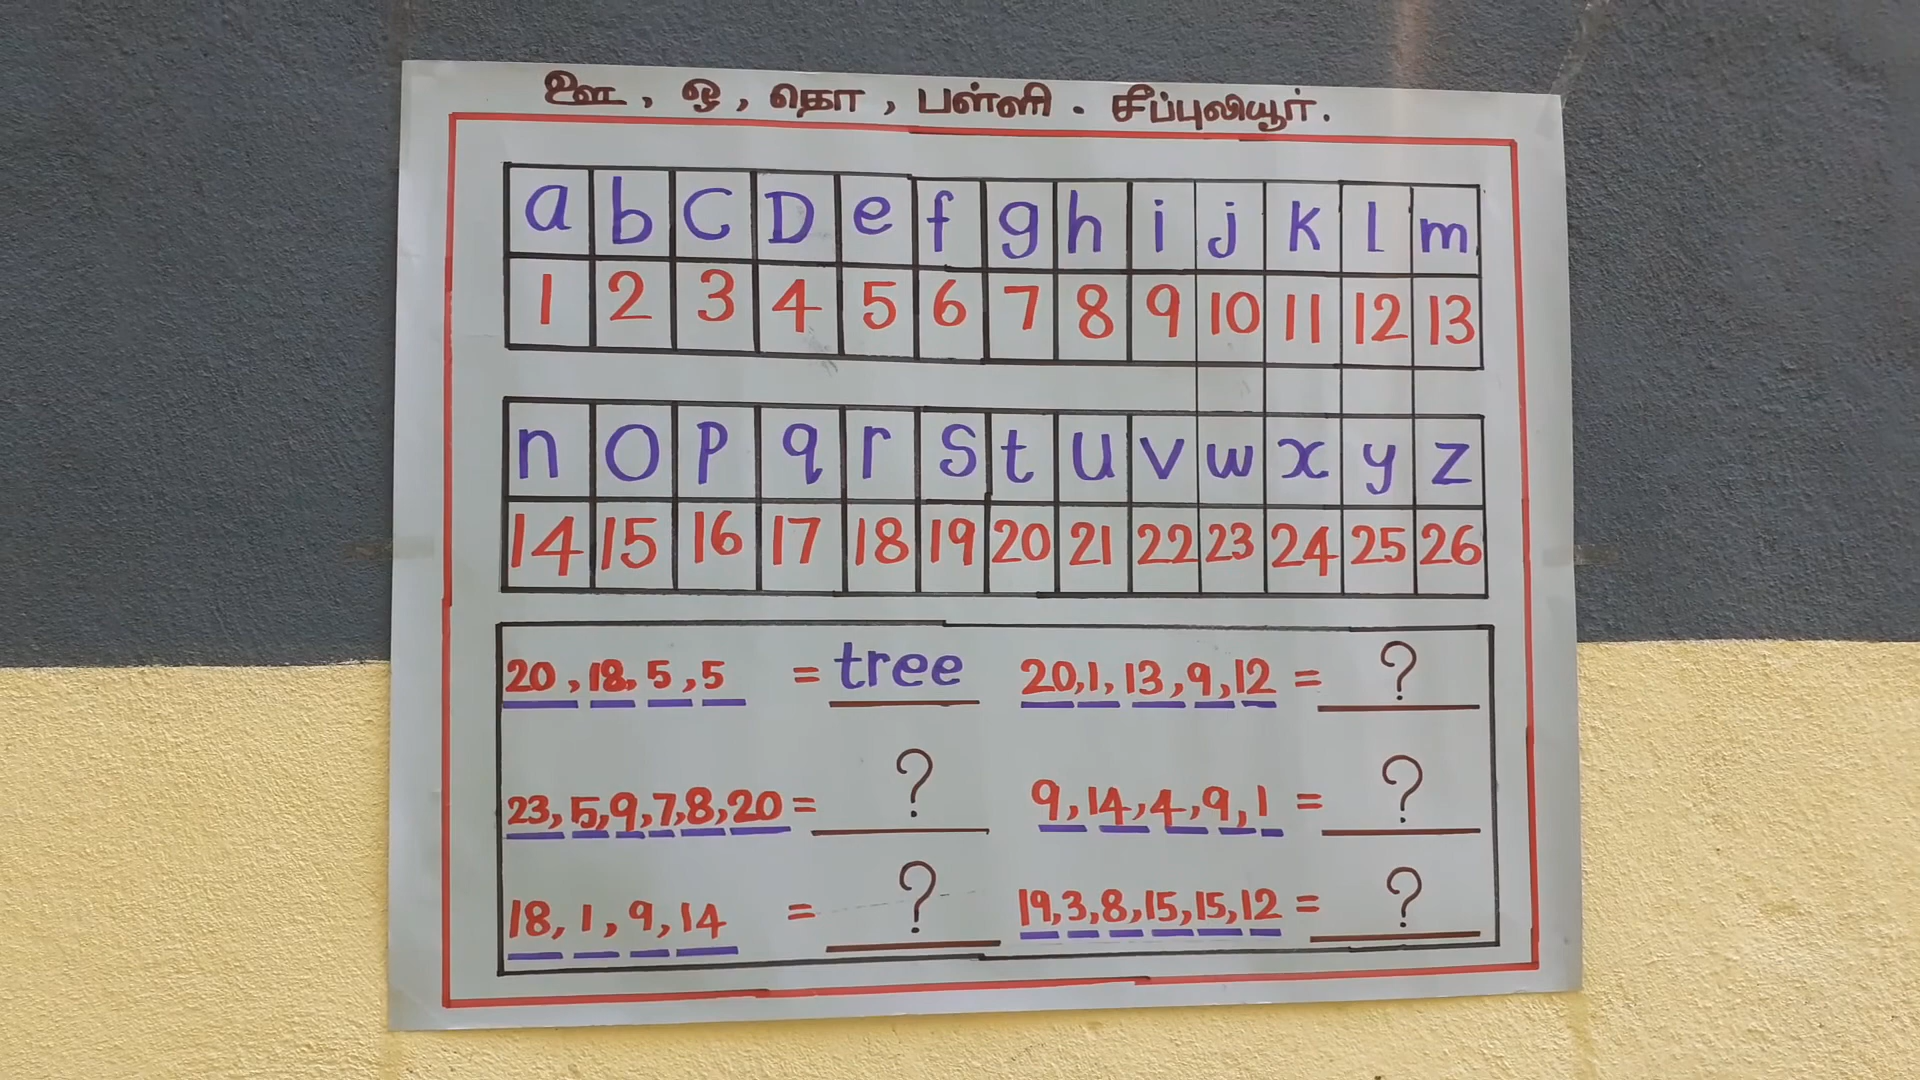 ஊ, ஒ, தொ, பள்ளி. சீப்புலியூர்.
a b C D e f g h i j k l m
1 2 3 4 5 6 7 8 9 10 11 12 13
n o p q r s t u v w x y z
14 15 16 17 18 19 20 21 22 23 24 25 26
20, 18, 5, 5 = tree 20, 1, 13, 9, 12 = ?
23, 5, 9, 7, 8, 20 = ? 9, 14, 4, 9, 1 = ?
18, 1, 9, 14 = ? 19, 3, 8, 15, 15, 12 = ?